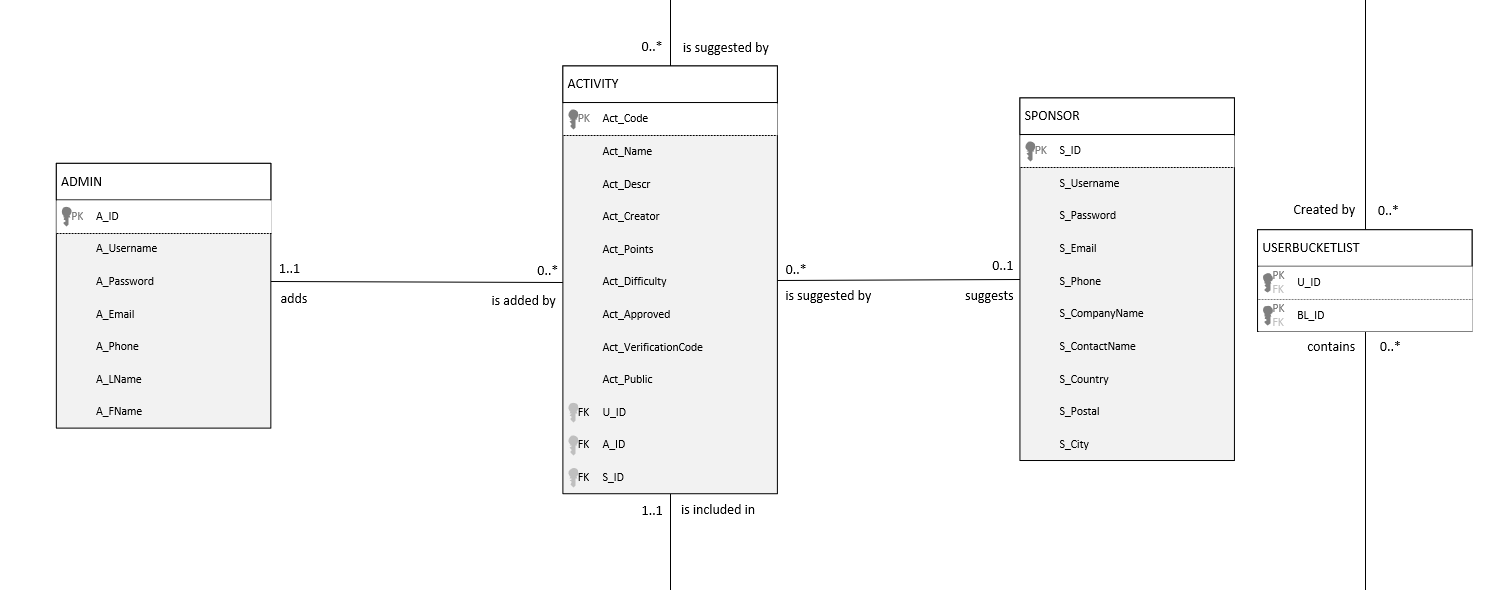 0..* is suggested by
ACTIVITY
PK Act_Code
Act_Name
Act_Descr
Act_Creator
Act_Points
Act_Difficulty
Act_Approved
Act_VerificationCode
Act_Public
FK U_ID
FK A_ID
FK S_ID
1..1 is included in
ADMIN
PK A_ID
A_Username
A_Password
A_Email
A_Phone
A_LName
A_FName
1..1
adds
0..*
is added by
0..*
is suggested by
0..1
suggests
SPONSOR
PK S_ID
S_Username
S_Password
S_Email
S_Phone
S_CompanyName
S_ContactName
S_Country
S_Postal
S_City
Created by 0..*
USERBUCKETLIST
PK
FK
U_ID
PK
FK
BL_ID
contains 0..*